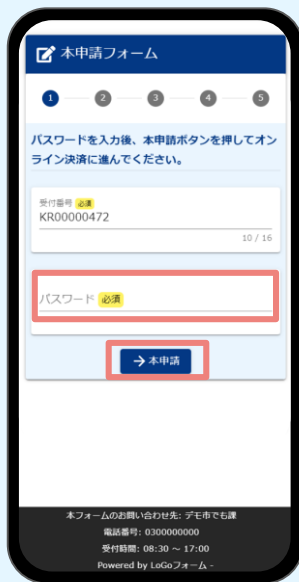 本申請フォーム
1 2 3 4 5
パスワードを入力後、本申請ボタンを押してオン
ライン決済に進んでください。
受付番号 必須
KR00000472
10 / 16
パスワード 必須
→本申請
本フォームのお問い合わせ先: デモ市でも課
電話番号: 0300000000
受付時間: 08:30 ～ 17:00
Powered by LoGoフォーム -